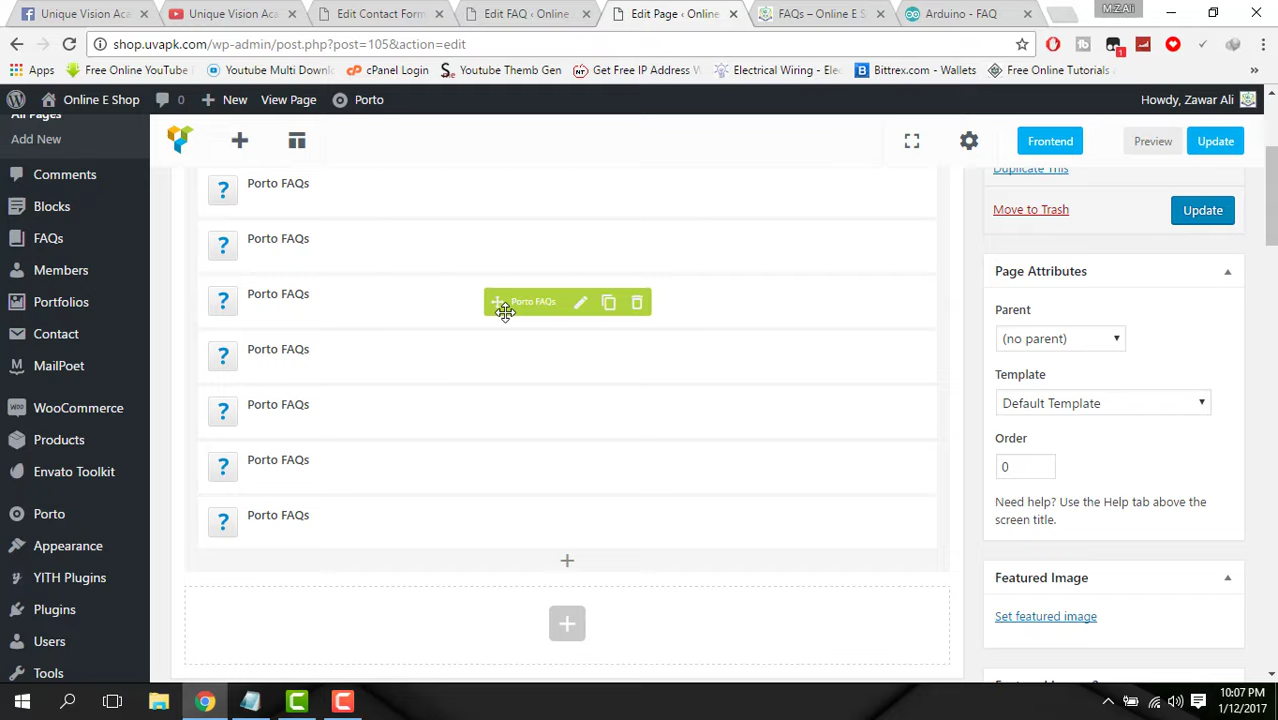 Unique Vision Aca
Unique Vision Aca
Edit Contact Form
Edit FAQ ‹ Online
Edit Page ‹ Online
FAQs – Online E S
Arduino - FAQ
M.Z.Ali
shop.uvapk.com/wp-admin/post.php?post=105&action=edit
1
Apps
Free Online YouTube
Youtube Multi Down
cPanel Login
Youtube Themb Gen
Get Free IP Address
Electrical Wiring - Elec
Bittrex.com - Wallets
Free Online Tutorials
»
Online E Shop
0
New
View Page
Porto
Howdy, Zawar Ali
All Pages
Add New
Comments
Blocks
FAQs
Members
Portfolios
Contact
MailPoet
WooCommerce
Products
Envato Toolkit
Porto
Appearance
YITH Plugins
Plugins
Users
Tools
Frontend
Preview
Update
Porto FAQs
Porto FAQs
Porto FAQs
Porto FAQs
Porto FAQs
Porto FAQs
Porto FAQs
Porto FAQs
Duplicate This
Move to Trash
Update
Page Attributes
Parent
(no parent)
Template
Default Template
Order
0
Need help? Use the Help tab above the
screen title.
Featured Image
Set featured image
10:07 PM
1/12/2017